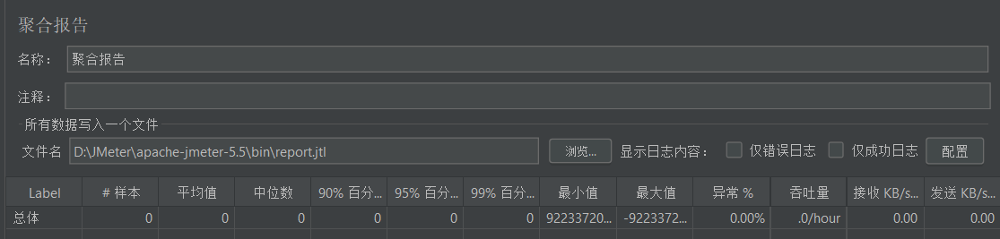 聚合报告
名称： 聚合报告
注释：
所有数据写入一个文件
文件名 D:\JMeter\apache-jmeter-5.5\bin\report.jtl 浏览... 显示日志内容： 仅错误日志 仅成功日志 配置
Label # 样本 平均值 中位数 90% 百分... 95% 百分... 99% 百分... 最小值 最大值 异常 % 吞吐量 接收 KB/s... 发送 KB/s...
总体 0 0 0 0 0 0 92233720... -9223372... 0.00% .0/hour 0.00 0.00